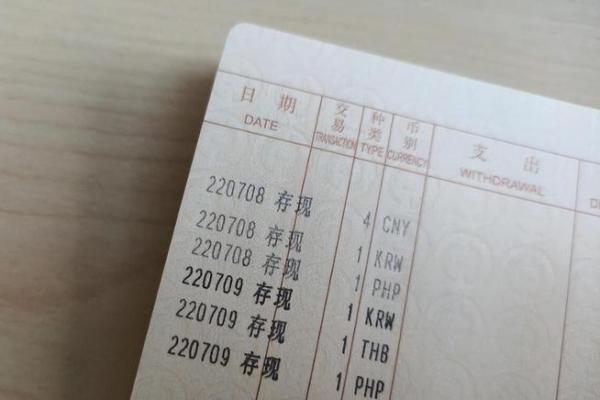 日 期 交易 种类 币别 支 出
DATE TRANSACTION TYPE CURRENCY WITHDRAWAL
220708 存现 4 CNY
220708 存现 1 KRW
220708 存现 1 PHP
220709 存现 1 KRW
220709 存现 1 THB
220709 存现 1 PHP